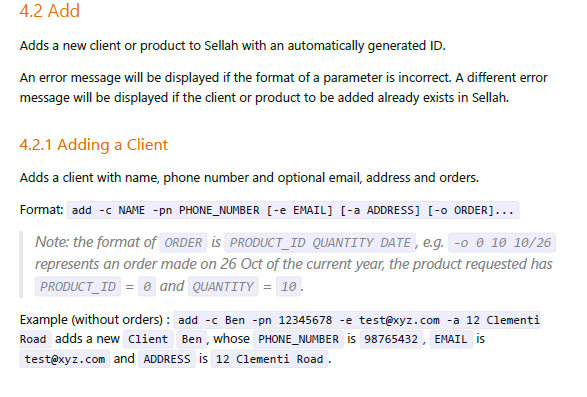 4.2 Add
Adds a new client or product to Sellah with an automatically generated ID.
An error message will be displayed if the format of a parameter is incorrect. A different error
message will be displayed if the client or product to be added already exists in Sellah.
4.2.1 Adding a Client
Adds a client with name, phone number and optional email, address and orders.
Format: add -c NAME -pn PHONE_NUMBER [-e EMAIL] [-a ADDRESS] [-o ORDER]...
Note: the format of ORDER is PRODUCT_ID QUANTITY DATE, e.g. -o 0 10 10/26
represents an order made on 26 Oct of the current year, the product requested has
PRODUCT_ID = 0 and QUANTITY = 10.
Example (without orders) : add -c Ben -pn 12345678 -e test@xyz.com -a 12 Clementi
Road adds a new Client Ben, whose PHONE_NUMBER is 98765432, EMAIL is
test@xyz.com and ADDRESS is 12 Clementi Road.